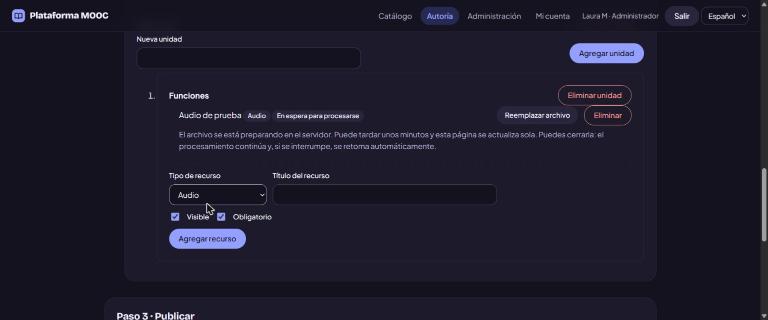 Plataforma MOOC Catálogo Autoría Administración Mi cuenta Laura M · Administrador Salir Español
Nueva unidad
Agregar unidad
1. Funciones Eliminar unidad
Audio de prueba Audio En espera para procesarse Reemplazar archivo Eliminar
El archivo se está preparando en el servidor. Puede tardar unos minutos y esta página se actualiza sola. Puedes cerrarla: el
procesamiento continúa y, si se interrumpe, se retoma automáticamente.
Tipo de recurso Título del recurso
Audio
Visible Obligatorio
Agregar recurso
Paso 3 · Publicar